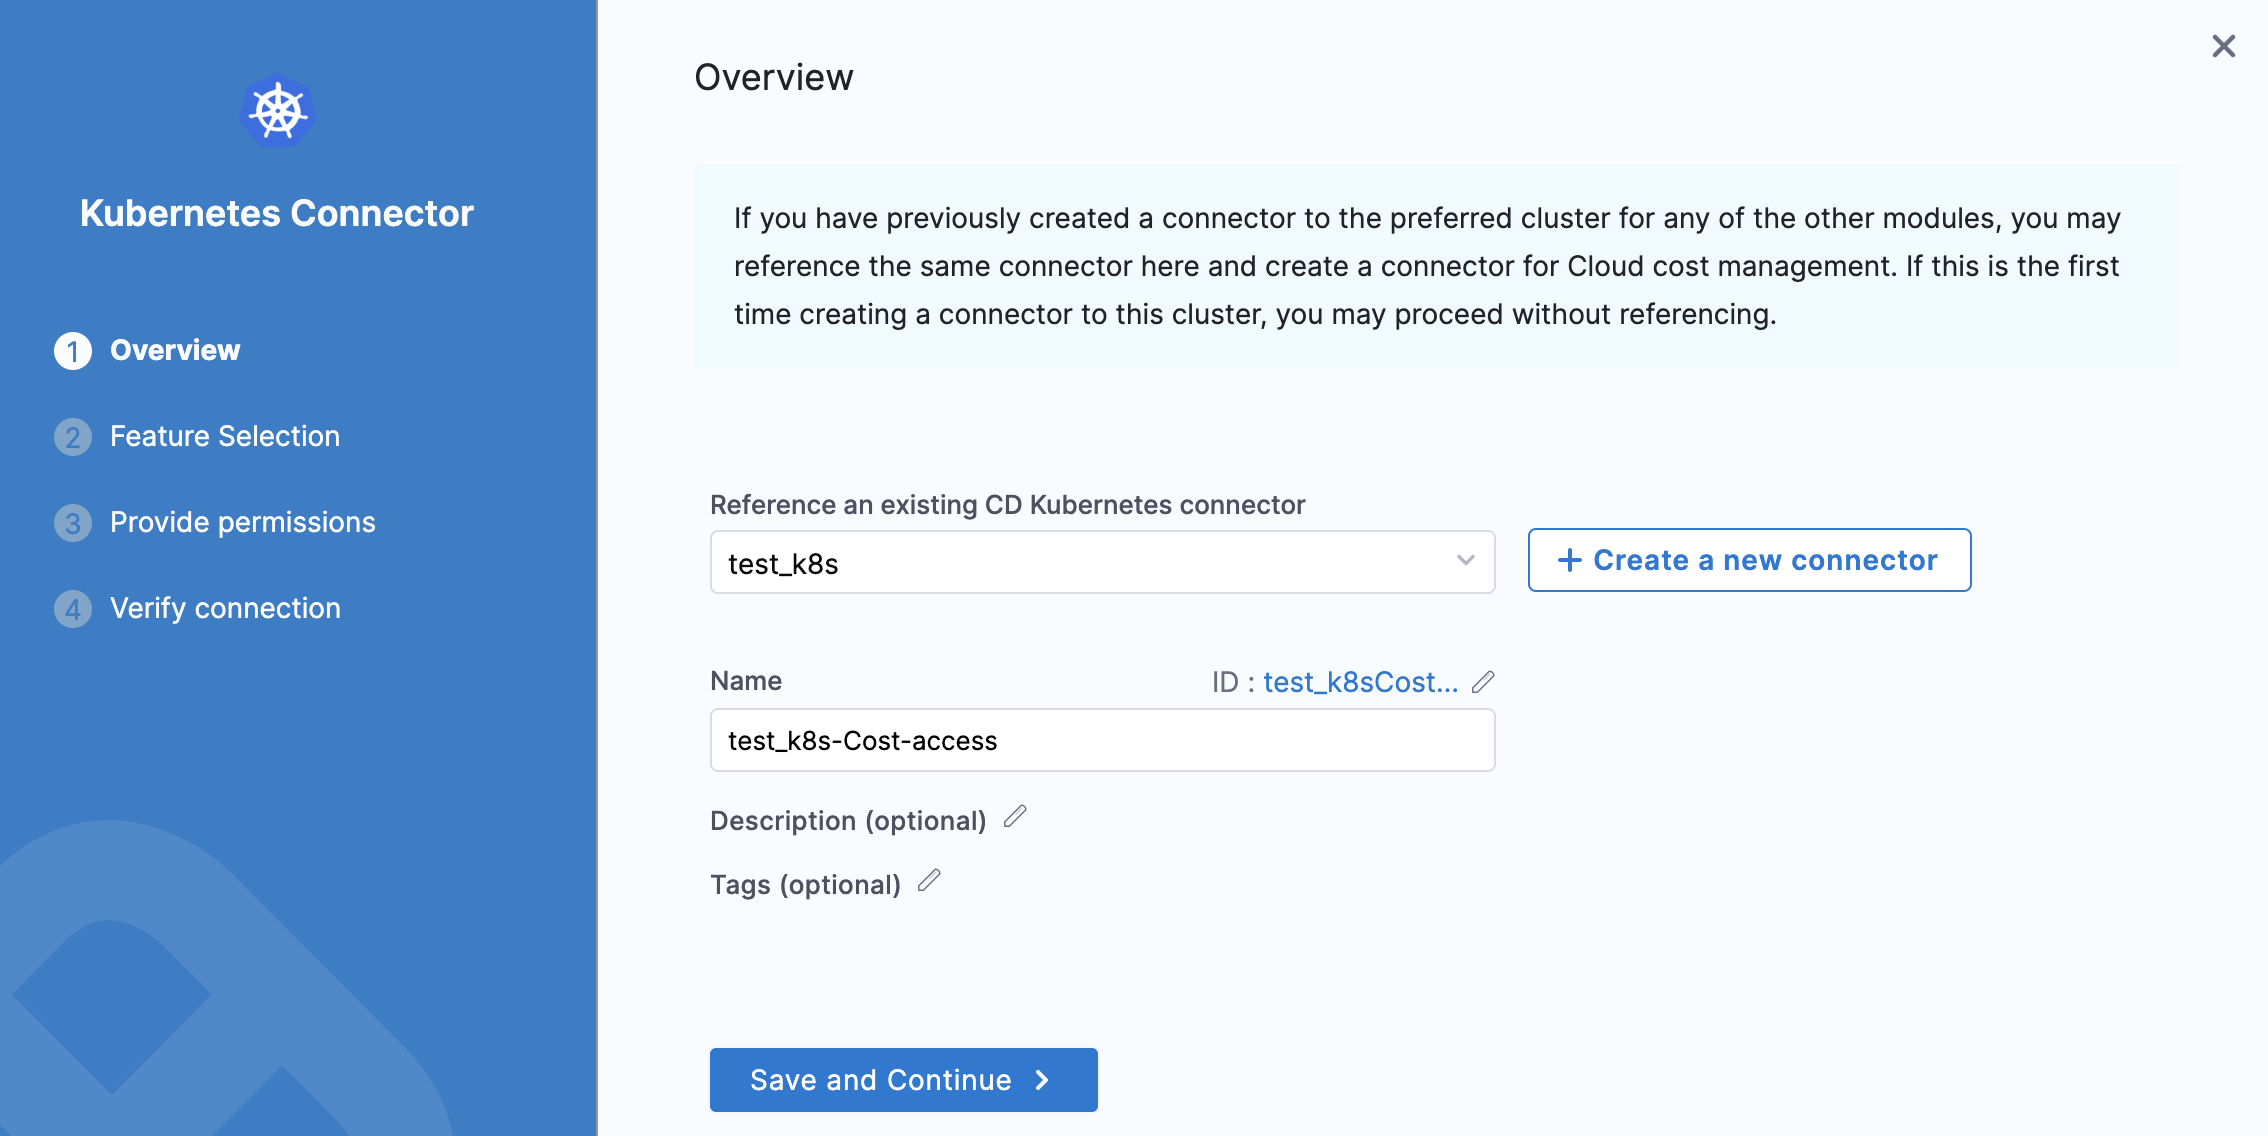 Kubernetes Connector
1 Overview
2 Feature Selection
3 Provide permissions
4 Verify connection
Overview
If you have previously created a connector to the preferred cluster for any of the other modules, you may
reference the same connector here and create a connector for Cloud cost management. If this is the first
time creating a connector to this cluster, you may proceed without referencing.
Reference an existing CD Kubernetes connector
test_k8s
+ Create a new connector
Name
ID : test_k8sCost...
test_k8s-Cost-access
Description (optional)
Tags (optional)
Save and Continue